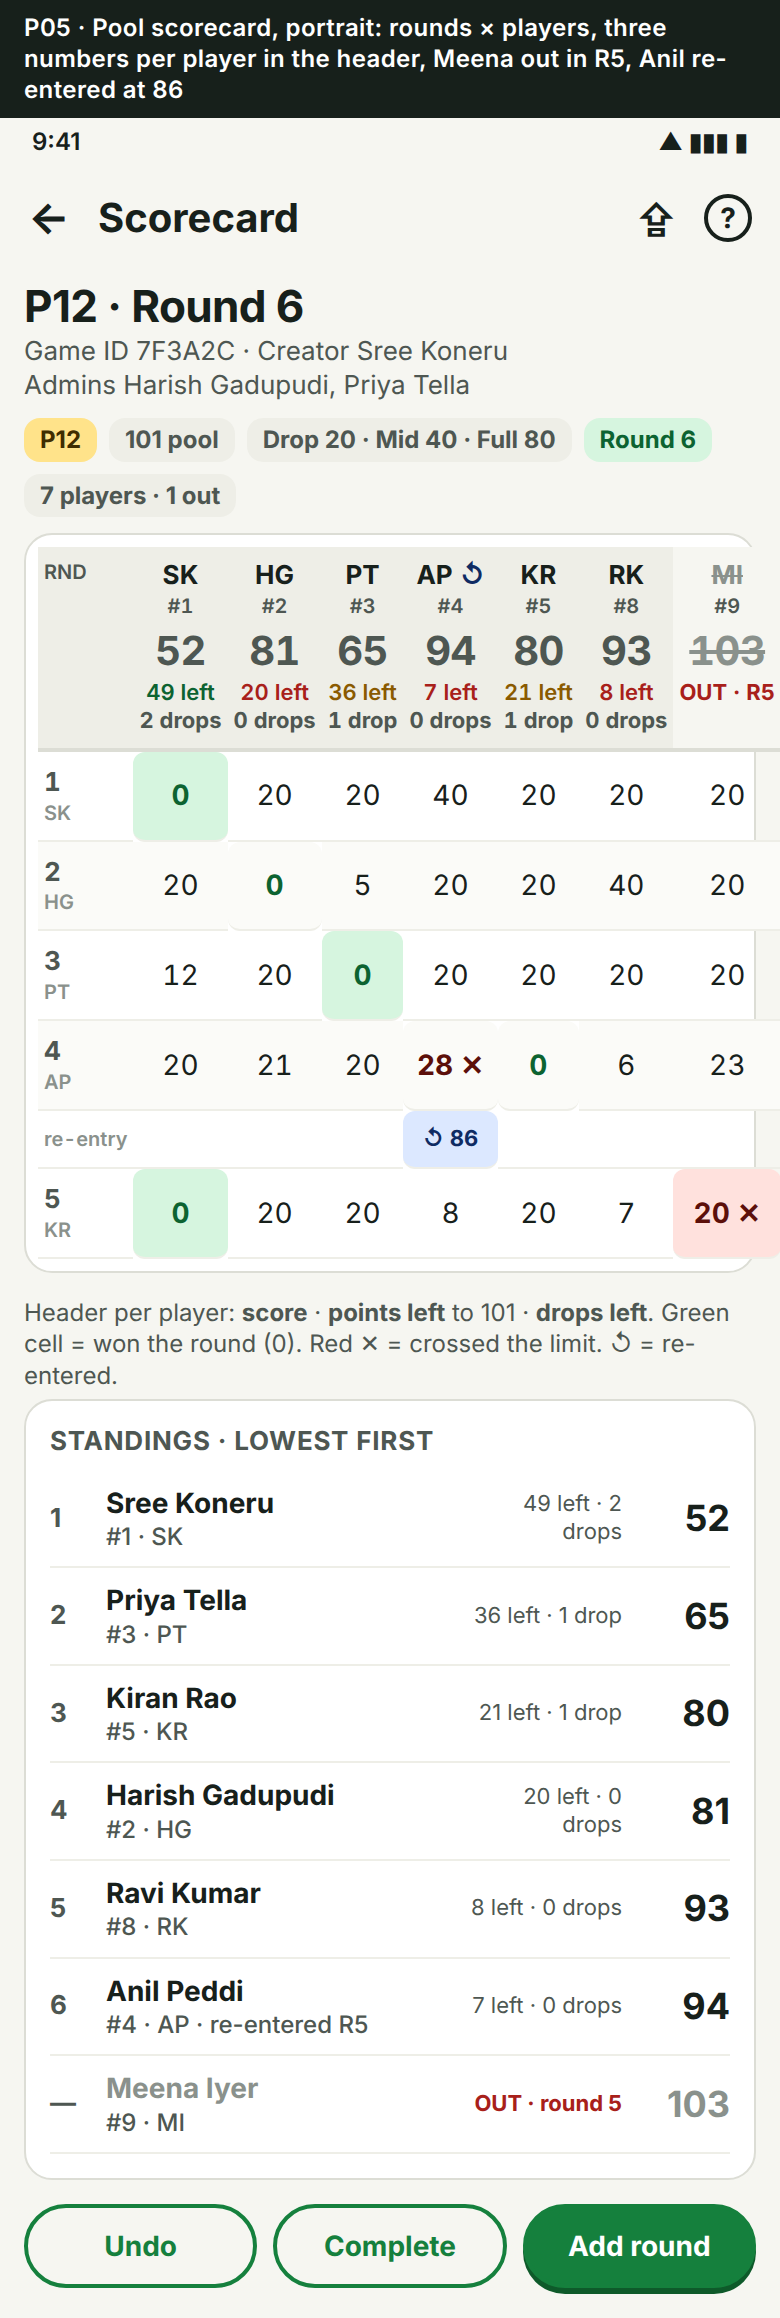 P05 · Pool scorecard, portrait: rounds × players, three
numbers per player in the header, Meena out in R5, Anil re-
entered at 86
9:41
← Scorecard ?
P12 · Round 6
Game ID 7F3A2C · Creator Sree Koneru
Admins Harish Gadupudi, Priya Tella
P12 101 pool Drop 20 · Mid 40 · Full 80 Round 6
7 players · 1 out
RND SK HG PT AP ↺ KR RK MI
#1 #2 #3 #4 #5 #8 #9
52 81 65 94 80 93 103
49 left 20 left 36 left 7 left 21 left 8 left OUT · R5
2 drops 0 drops 1 drop 0 drops 1 drop 0 drops
1 0 20 20 40 20 20 20
SK
2 20 0 5 20 20 40 20
HG
3 12 20 0 20 20 20 20
PT
4 20 21 20 28 ✕ 0 6 23
AP
re-entry ↺ 86
5 0 20 20 8 20 7 20 ✕
KR
Header per player: score · points left to 101 · drops left. Green
cell = won the round (0). Red ✕ = crossed the limit. ↺ = re-
entered.
STANDINGS · LOWEST FIRST
1 Sree Koneru 49 left · 2 drops 52
#1 · SK
2 Priya Tella 36 left · 1 drop 65
#3 · PT
3 Kiran Rao 21 left · 1 drop 80
#5 · KR
4 Harish Gadupudi 20 left · 0 drops 81
#2 · HG
5 Ravi Kumar 8 left · 0 drops 93
#8 · RK
6 Anil Peddi 7 left · 0 drops 94
#4 · AP · re-entered R5
— Meena Iyer OUT · round 5 103
#9 · MI
Undo Complete Add round